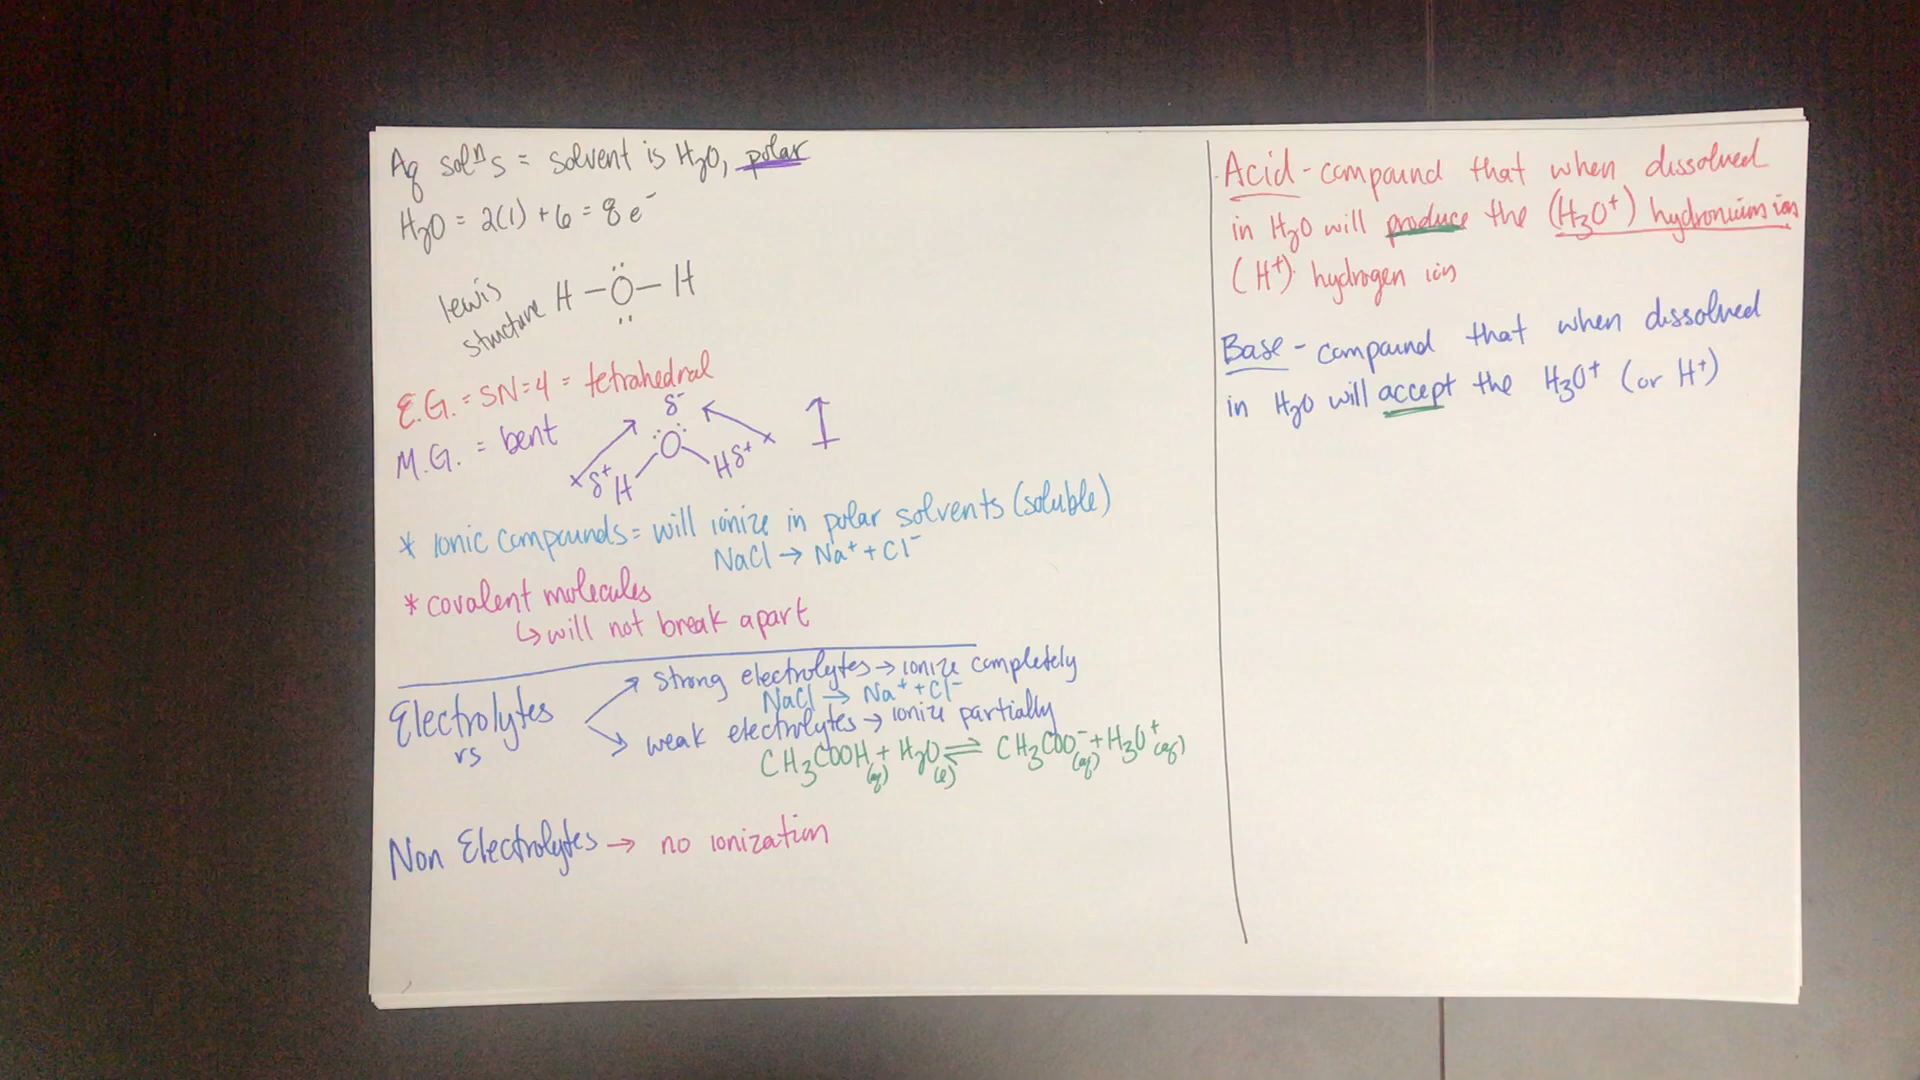 Aq solⁿs = solvent is H₂O, polar
H₂O = 2(1) + 6 = 8 e⁻
lewis structure H – Ö – H
E.G. = SN=4 = tetrahedral
M.G. = bent
δ⁻
O
δ⁺ H
H δ⁺
* Ionic compounds = will ionize in polar solvents (soluble)
NaCl → Na⁺ + Cl⁻
* covalent molecules
↳ will not break apart
Electrolytes
strong electrolytes → ionize completely
NaCl → Na⁺ + Cl⁻
weak electrolytes → ionize partially
CH₃COOH (aq) + H₂O (l) ⇌ CH₃COO⁻ (aq) + H₃O⁺ (aq)
vs
Non Electrolytes → no ionization
Acid - compound that when dissolved
in H₂O will produce the (H₃O⁺) hydronium ion
(H⁺) hydrogen ion
Base - compound that when dissolved
in H₂O will accept the H₃O⁺ (or H⁺)